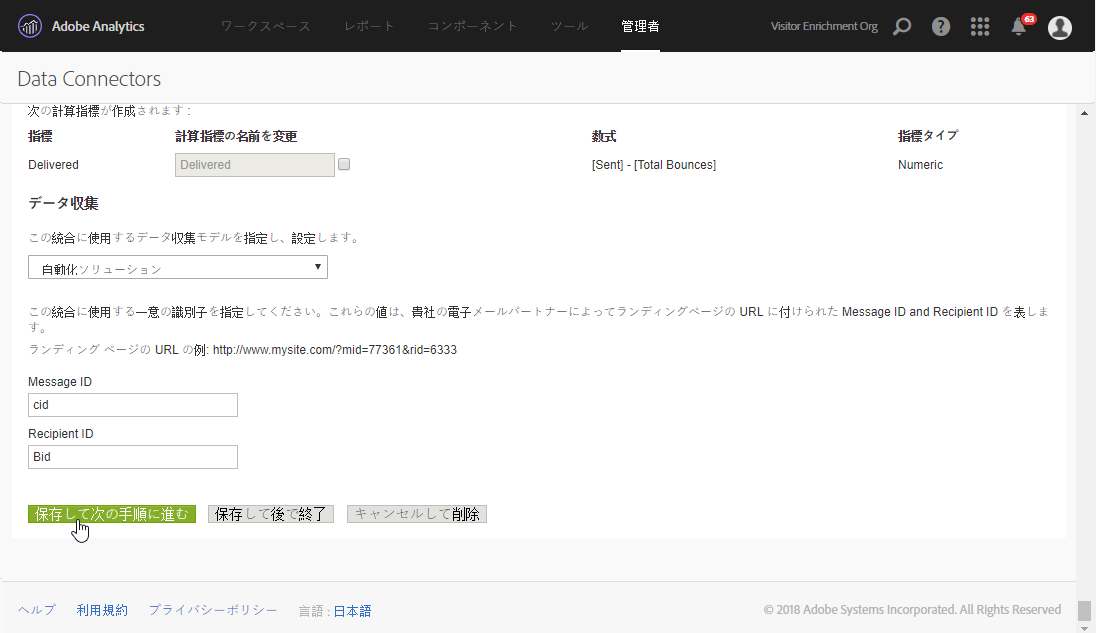 Adobe Analytics ワークスペース レポート コンポーネント ツール 管理者 Visitor Enrichment Org 63
Data Connectors
次の計算指標が作成されます :
指標 計算指標の名前を変更 数式 指標タイプ
Delivered Delivered [Sent] - [Total Bounces] Numeric
データ収集
この統合に使用するデータ収集モデルを指定し、設定します。
自動化ソリューション
この統合に使用する一意の識別子を指定してください。これらの値は、貴社の電子メールパートナーによってランディングページの URL に付けられた Message ID and Recipient ID を表しま
す。
ランディング ページの URL の例: http://www.mysite.com/?mid=77361&rid=6333
Message ID
cid
Recipient ID
Bid
保存して次の手順に進む 保存して後で終了 キャンセルして削除
ヘルプ 利用規約 プライバシーポリシー 言語 : 日本語 © 2018 Adobe Systems Incorporated. All Rights Reserved